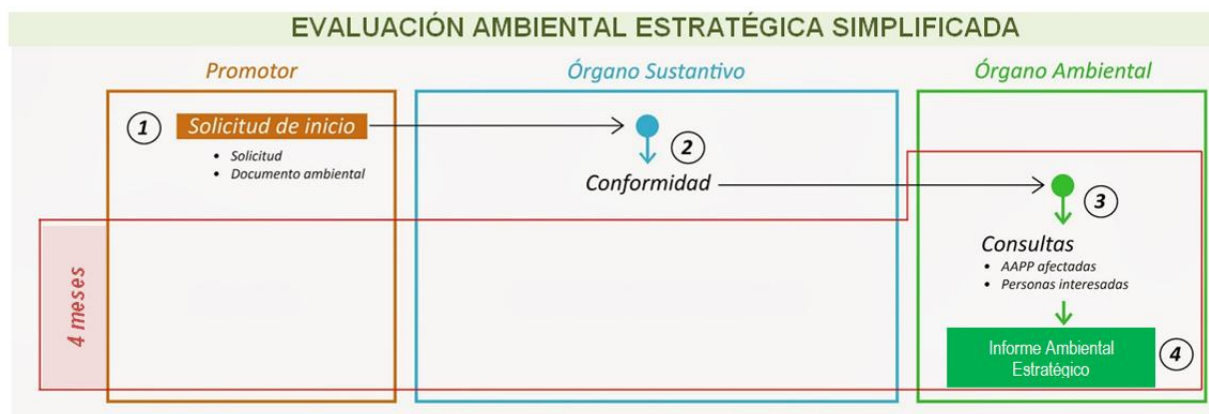 EVALUACIÓN AMBIENTAL ESTRATÉGICA SIMPLIFICADA
Promotor
Órgano Sustantivo
Órgano Ambiental
1
Solicitud de inicio
• Solicitud
• Documento ambiental
2
Conformidad
3
Consultas
• AAPP afectadas
• Personas interesadas
4 meses
Informe Ambiental
Estratégico
4